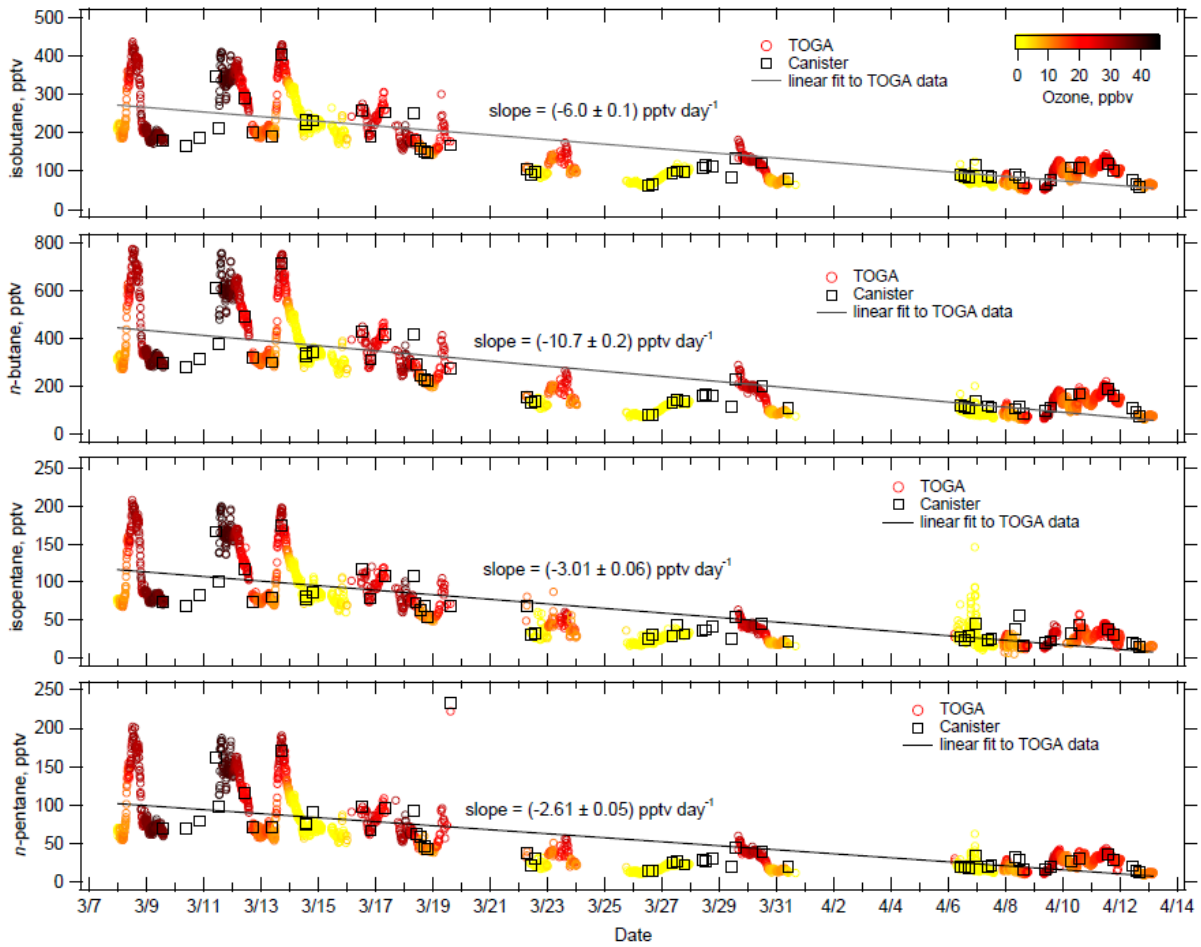 500
400
300
200
100
0
isobutane, pptv
TOGA
Canister
linear fit to TOGA data
slope = (-6.0 ± 0.1) pptv day⁻¹
0 10 20 30 40
Ozone, ppbv
800
600
400
200
0
n-butane, pptv
TOGA
Canister
linear fit to TOGA data
slope = (-10.7 ± 0.2) pptv day⁻¹
250
200
150
100
50
0
isopentane, pptv
TOGA
Canister
linear fit to TOGA data
slope = (-3.01 ± 0.06) pptv day⁻¹
250
200
150
100
50
0
n-pentane, pptv
TOGA
Canister
linear fit to TOGA data
slope = (-2.61 ± 0.05) pptv day⁻¹
3/7 3/9 3/11 3/13 3/15 3/17 3/19 3/21 3/23 3/25 3/27 3/29 3/31 4/2 4/4 4/6 4/8 4/10 4/12 4/14
Date